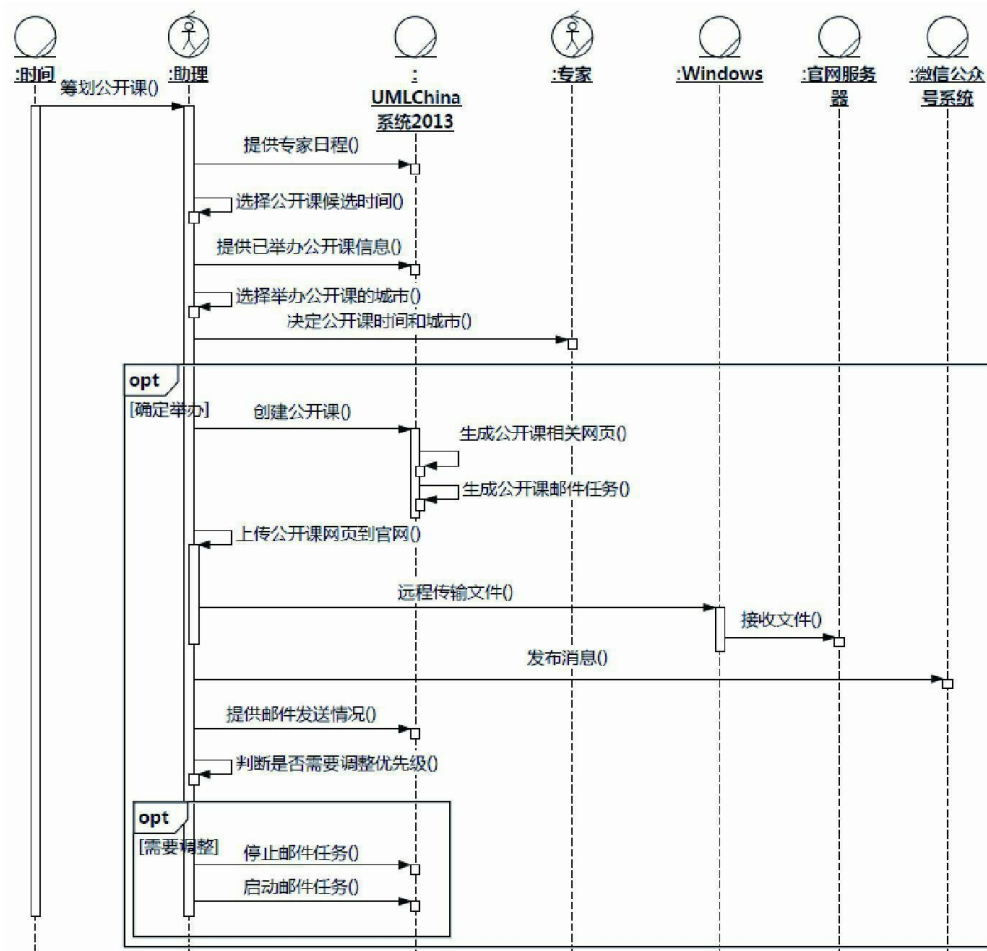 :时间
:助理
:
UMLChina
系统2013
:专家
:Windows
:官网服务
器
:微信公众
号系统
筹划公开课()
提供专家日程()
选择公开课候选时间()
提供已举办公开课信息()
选择举办公开课的城市()
决定公开课时间和城市()
opt
[确定举办]
创建公开课()
生成公开课相关网页()
生成公开课邮件任务()
上传公开课网页到官网()
远程传输文件()
接收文件()
发布消息()
提供邮件发送情况()
判断是否需要调整优先级()
opt
[需要调整]
停止邮件任务()
启动邮件任务()